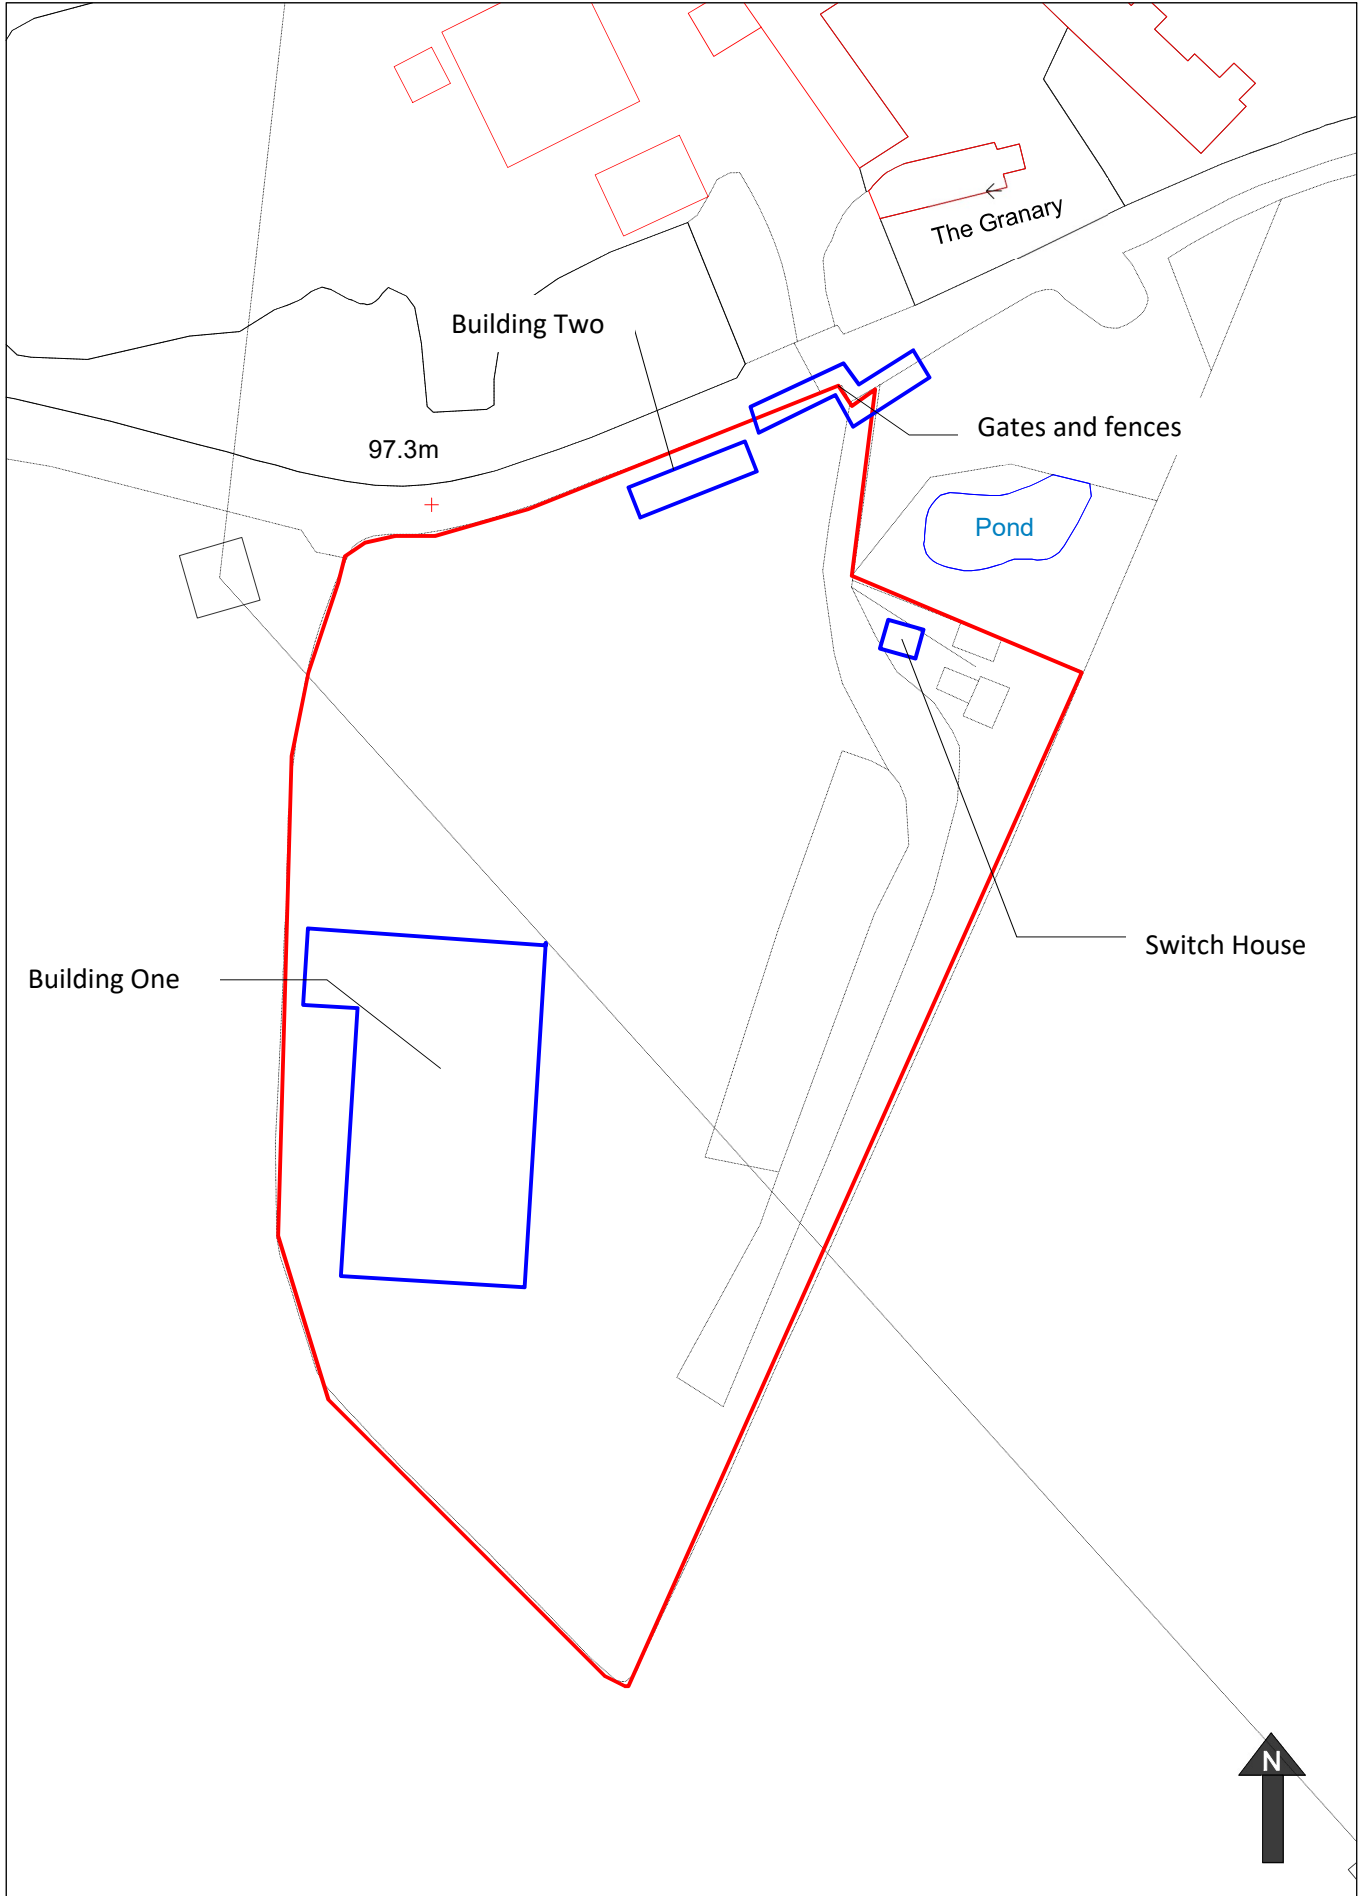 The Granary
Building Two
Gates and fences
97.3m
Pond
Switch House
Building One
N